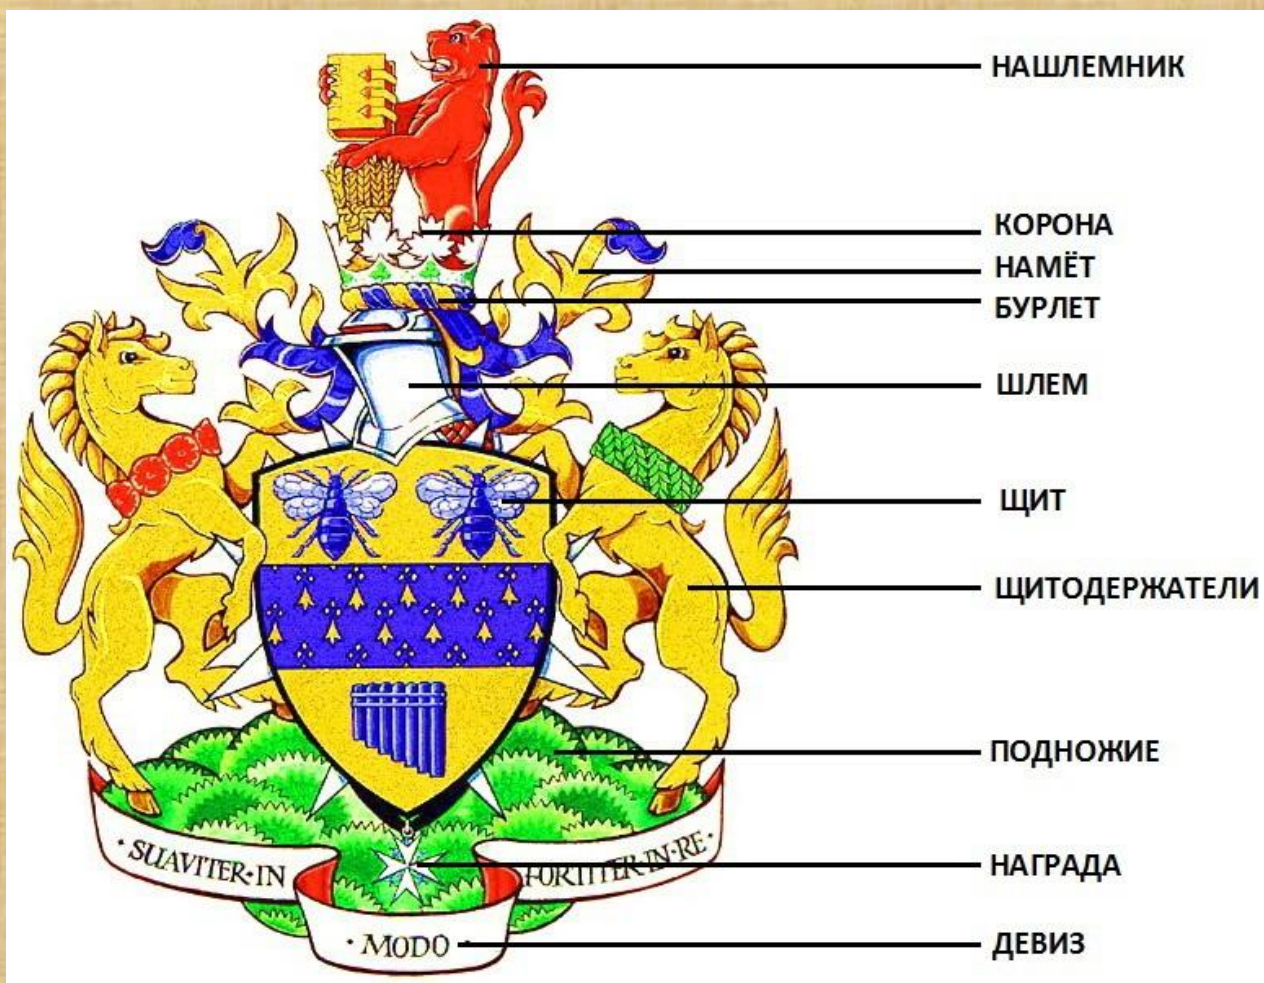 НАШЛЕМНИК
КОРОНА
НАМЁТ
БУРЛЕТ
ШЛЕМ
ЩИТ
ЩИТОДЕРЖАТЕЛИ
ПОДНОЖИЕ
НАГРАДА
ДЕВИЗ
· SUAVITER · IN
· MODO
FORTITER · IN · RE ·